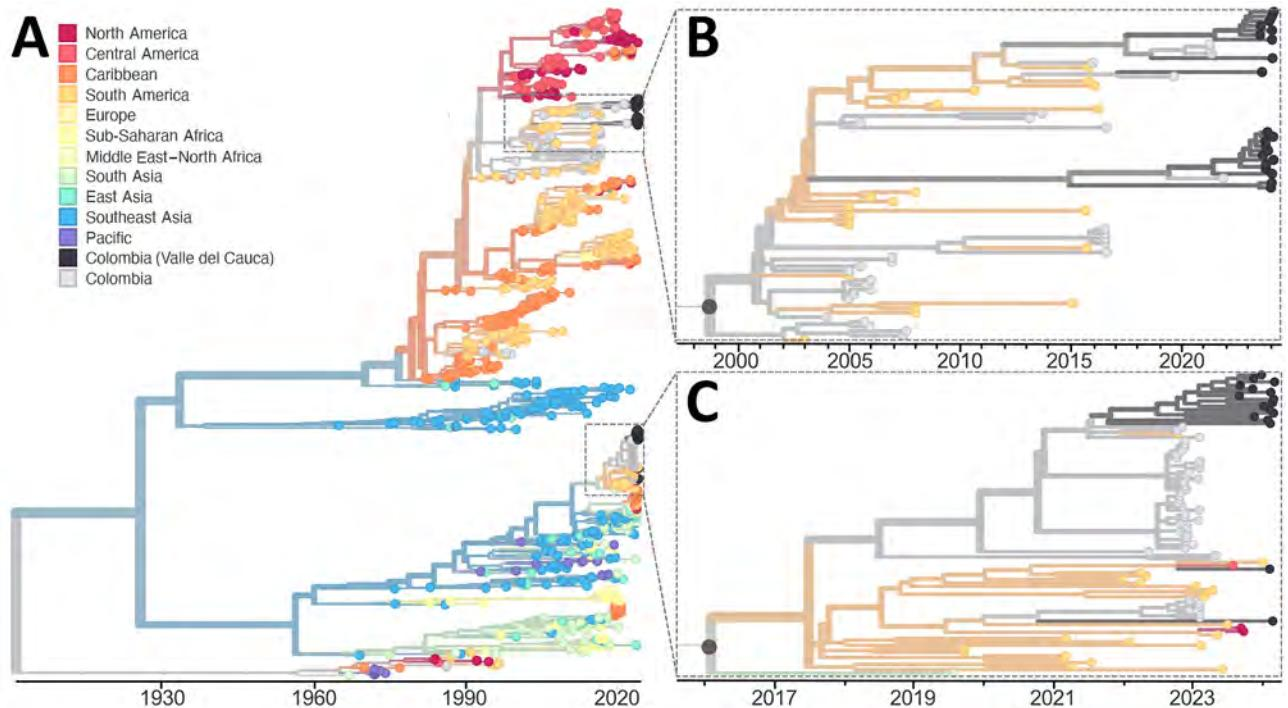 A
North America
Central America
Caribbean
South America
Europe
Sub-Saharan Africa
Middle East–North Africa
South Asia
East Asia
Southeast Asia
Pacific
Colombia (Valle del Cauca)
Colombia
1930 1960 1990 2020
B
2000 2005 2010 2015 2020
C
2017 2019 2021 2023